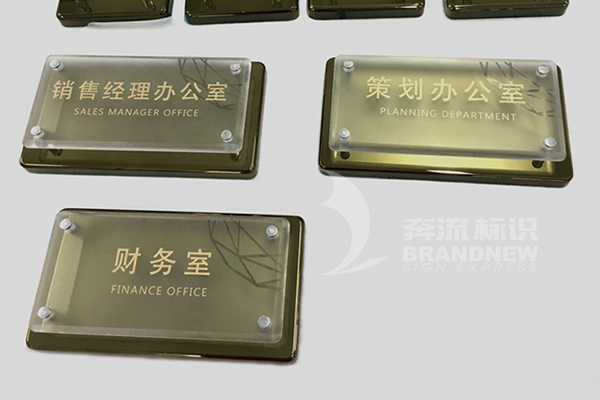 销售经理办公室
SALES MANAGER OFFICE
策划办公室
PLANNING DEPARTMENT
财务室
FINANCE OFFICE
奔流标识
BRANDNEW
SIGN EXPRESS